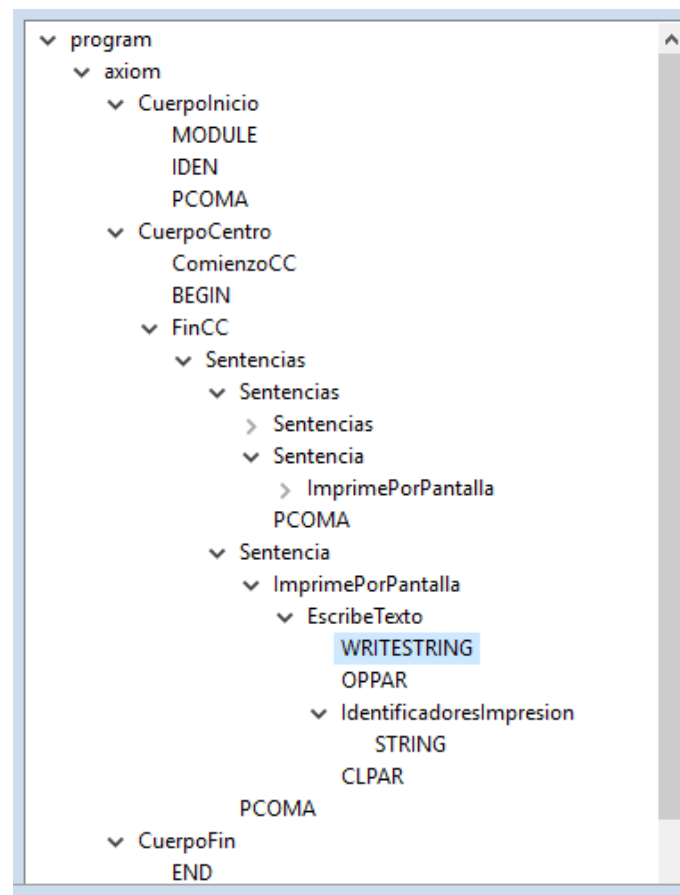 program
axiom
CuerpoInicio
MODULE
IDEN
PCOMA
CuerpoCentro
ComienzoCC
BEGIN
FinCC
Sentencias
Sentencias
Sentencias
Sentencia
ImprimePorPantalla
PCOMA
Sentencia
ImprimePorPantalla
EscribeTexto
WRITESTRING
OPPAR
IdentificadoresImpresion
STRING
CLPAR
PCOMA
CuerpoFin
END